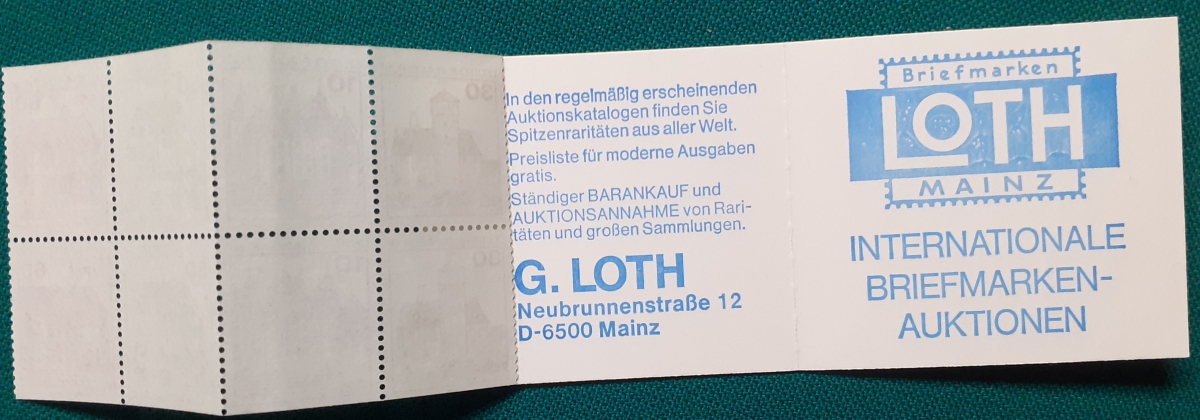 In den regelmäßig erscheinenden
Auktionskatalogen finden Sie
Spitzenraritäten aus aller Welt.
Preisliste für moderne Ausgaben
gratis.
Ständiger BARANKAUF und
AUKTIONSANNAHME von Rari-
täten und großen Sammlungen.
G. LOTH
Neubrunnenstraße 12
D-6500 Mainz
Briefmarken
LOTH
MAINZ
INTERNATIONALE
BRIEFMARKEN-
AUKTIONEN